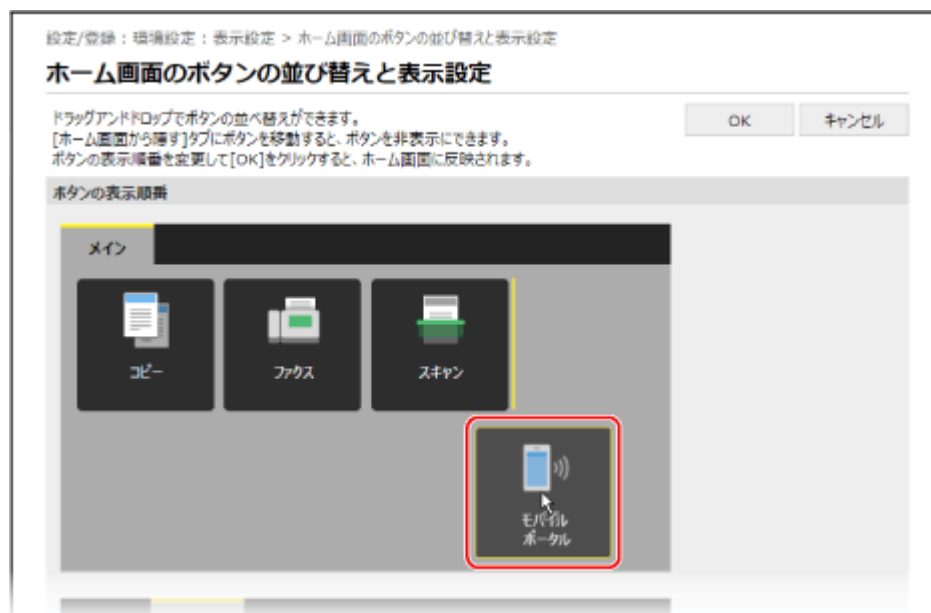 設定/登録 : 環境設定 : 表示設定 > ホーム画面のボタンの並び替えと表示設定
ホーム画面のボタンの並び替えと表示設定
ドラッグアンドドロップでボタンの並べ替えができます。
[ホーム画面から隠す]タブにボタンを移動すると、ボタンを非表示にできます。
ボタンの表示順番を変更して[OK]をクリックすると、ホーム画面に反映されます。
OK
キャンセル
ボタンの表示順番
メイン
コピー
ファクス
スキャン
モバイル
ポータル